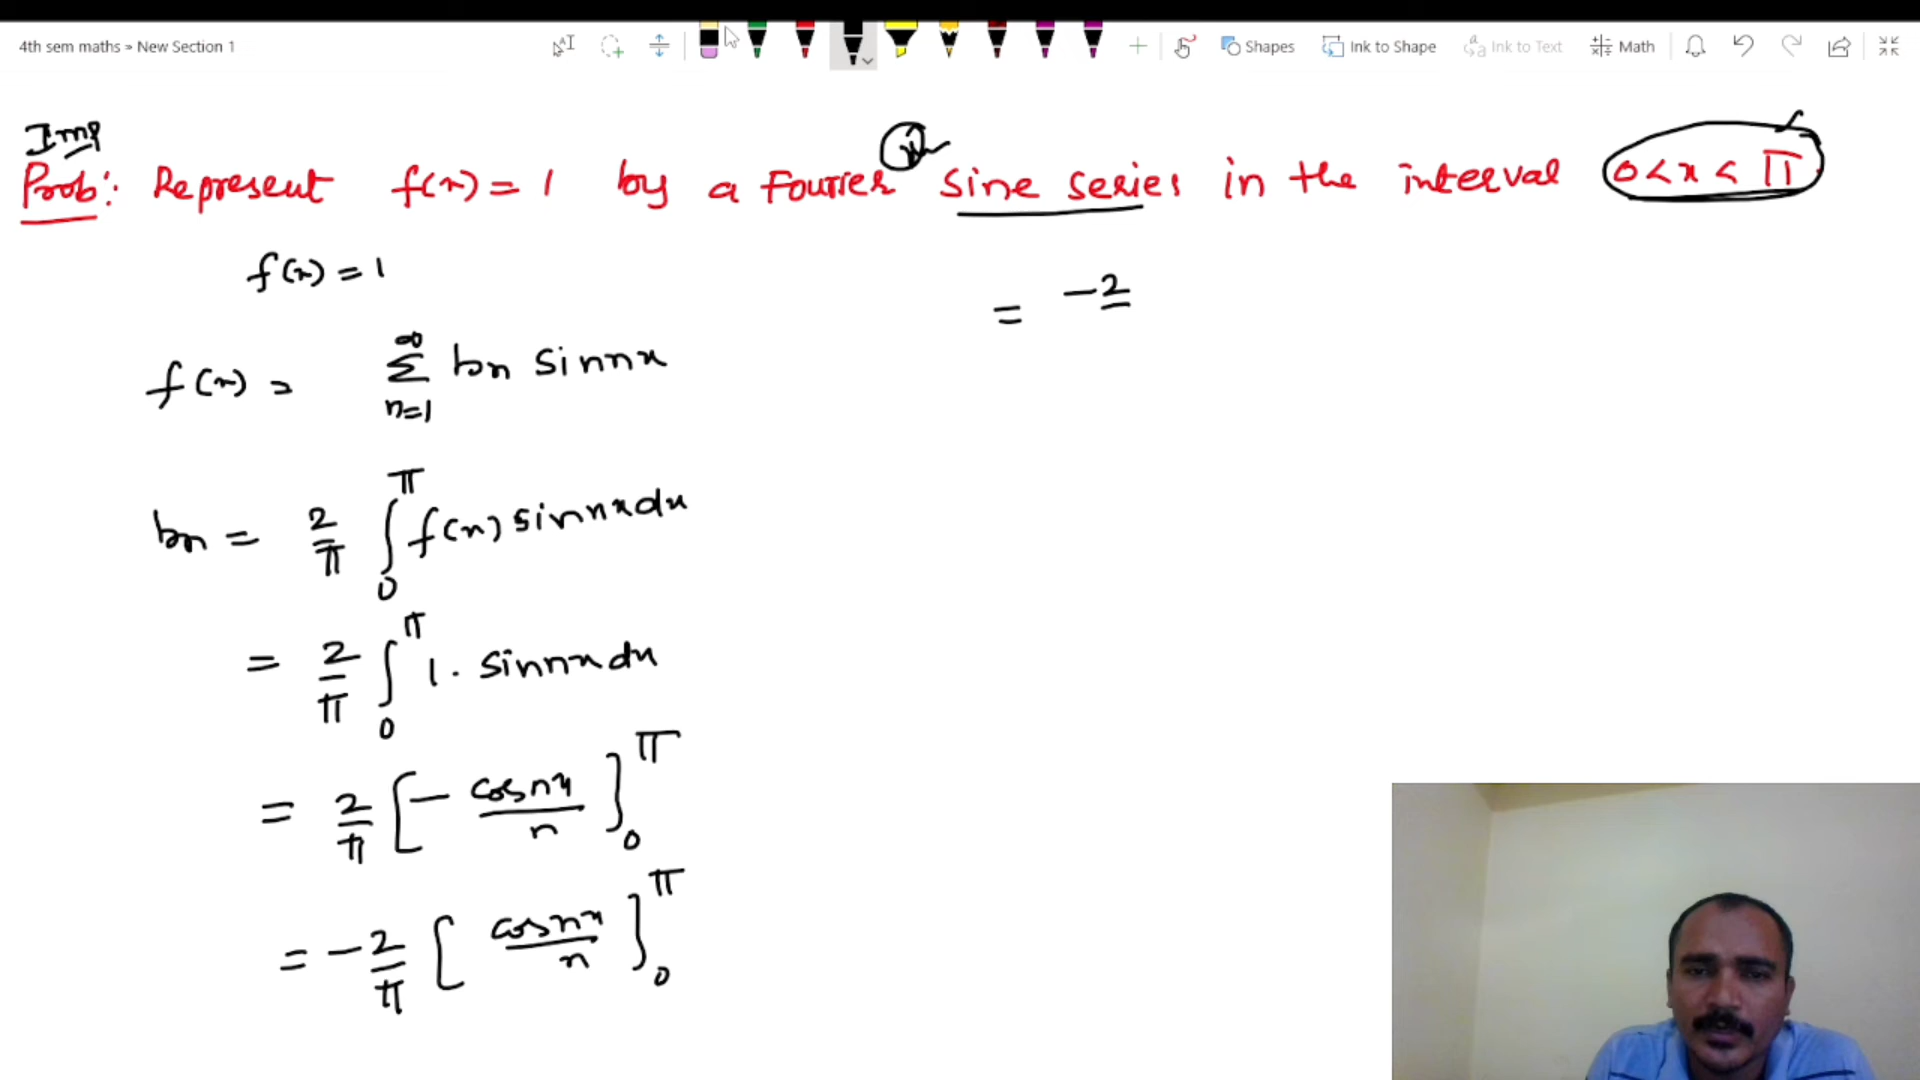 4th sem maths » New Section 1
Shapes Ink to Shape Ink to Text Math
Imp
Prob: Represent f(x) = 1 by a Fourier sine series in the interval 0 < x < π
f(x) = 1
f(x) = ∑_{n=1}^{∞} bn sin nx
bn = 2/π ∫_0^π f(x) sin nx dx
= 2/π ∫_0^π 1. sin nx dx
= 2/π [- cos nx/n]_0^π
= -2/π [cos nx/n]_0^π
= -2